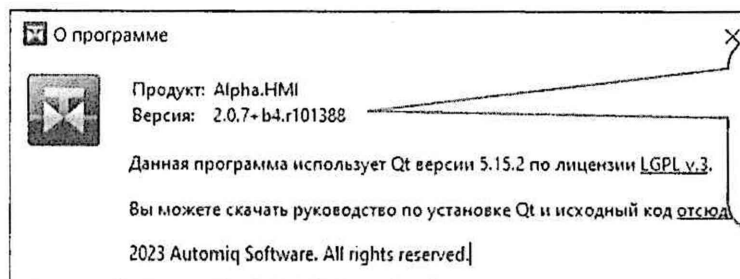 О программе
Продукт: Alpha.HMI
Версия: 2.0.7+b4.r101388
Данная программа использует Qt версии 5.15.2 по лицензии LGPL v.3.
Вы можете скачать руководство по установке Qt и исходный код отсюд
2023 Automiq Software. All rights reserved.